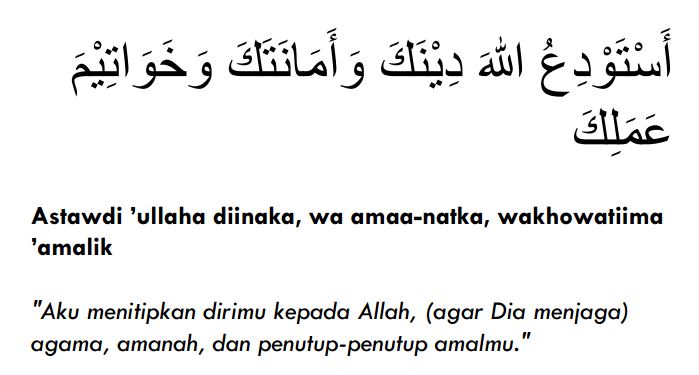 أَسْتَوْدِعُ اللهَ دِيْنَكَ وَأَمَانَتَكَ وَخَوَاتِيْمَ
عَمَلِكَ
Astawdi ’ullaha diinaka, wa amaa-natka, wakhowatiima
’amalik
"Aku menitipkan dirimu kepada Allah, (agar Dia menjaga)
agama, amanah, dan penutup-penutup amalmu."